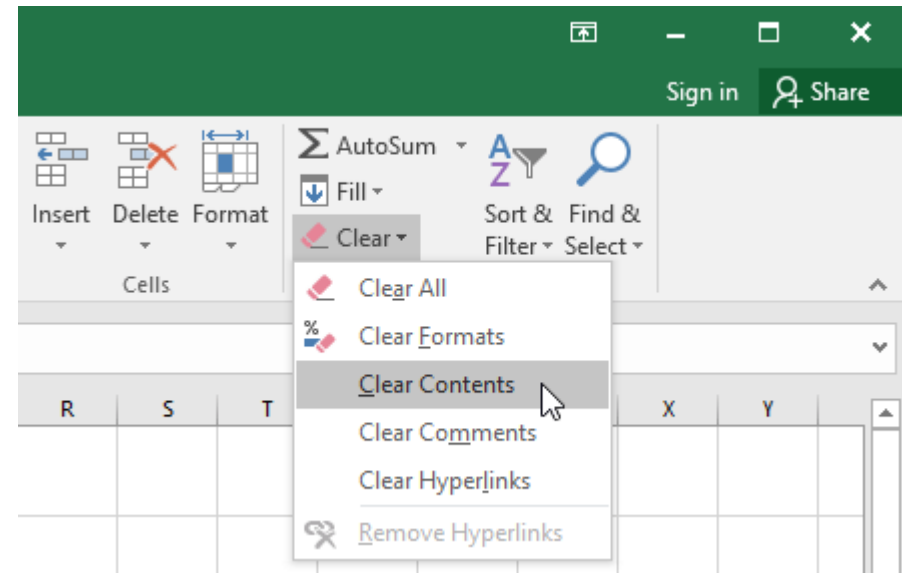 Sign in Share
AutoSum
Fill
Clear
Insert Delete Format
Sort & Filter
Find & Select
Cells
Clear All
% Clear Formats
Clear Contents
Clear Comments
Clear Hyperlinks
Remove Hyperlinks
R S T X Y